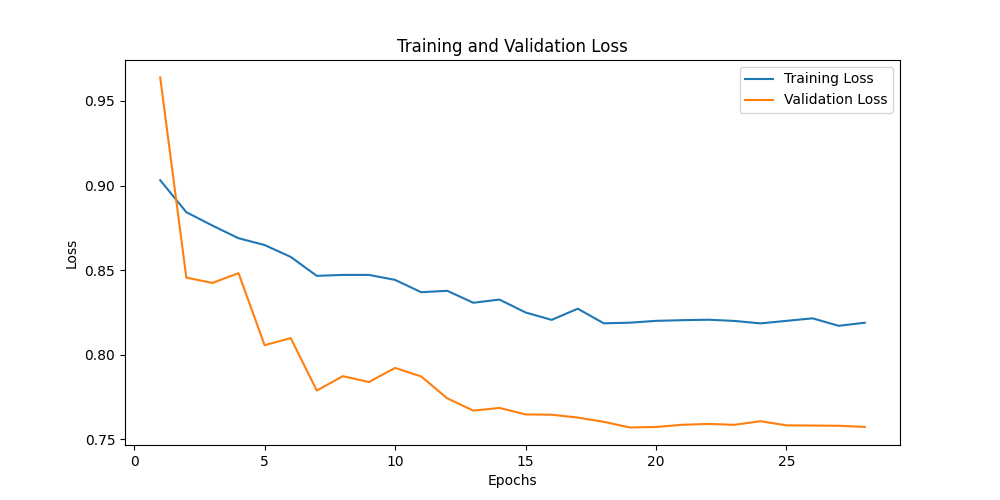 Training and Validation Loss
Training Loss
Validation Loss
0.95
0.90
0.85
0.80
0.75
Loss
0 5 10 15 20 25
Epochs